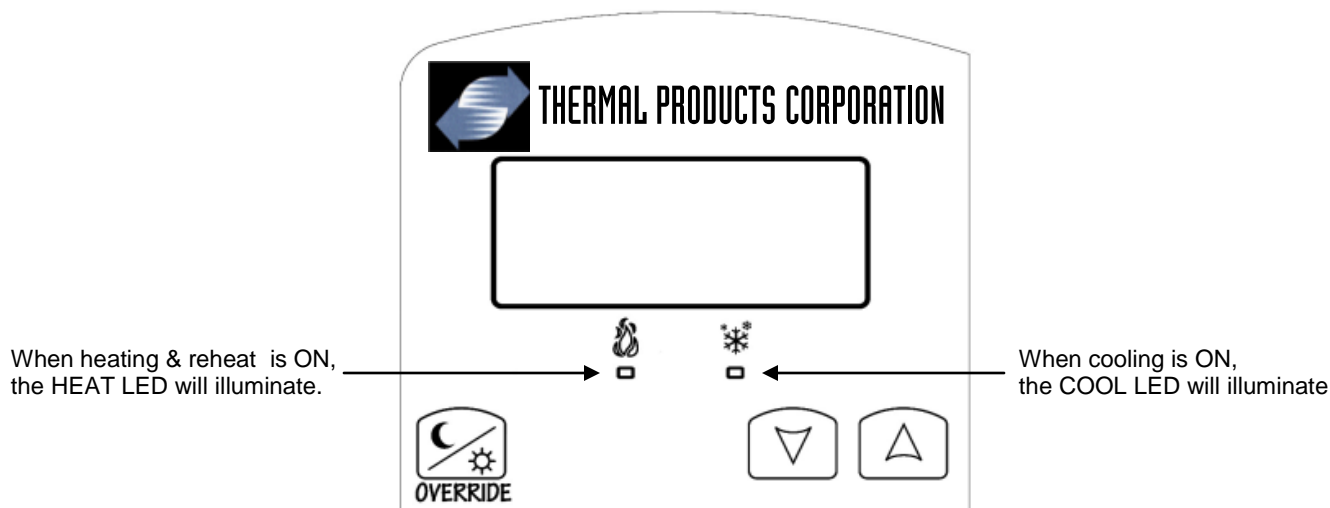 THERMAL PRODUCTS CORPORATION
When heating & reheat is ON,
the HEAT LED will illuminate.
When cooling is ON,
the COOL LED will illuminate
OVERRIDE